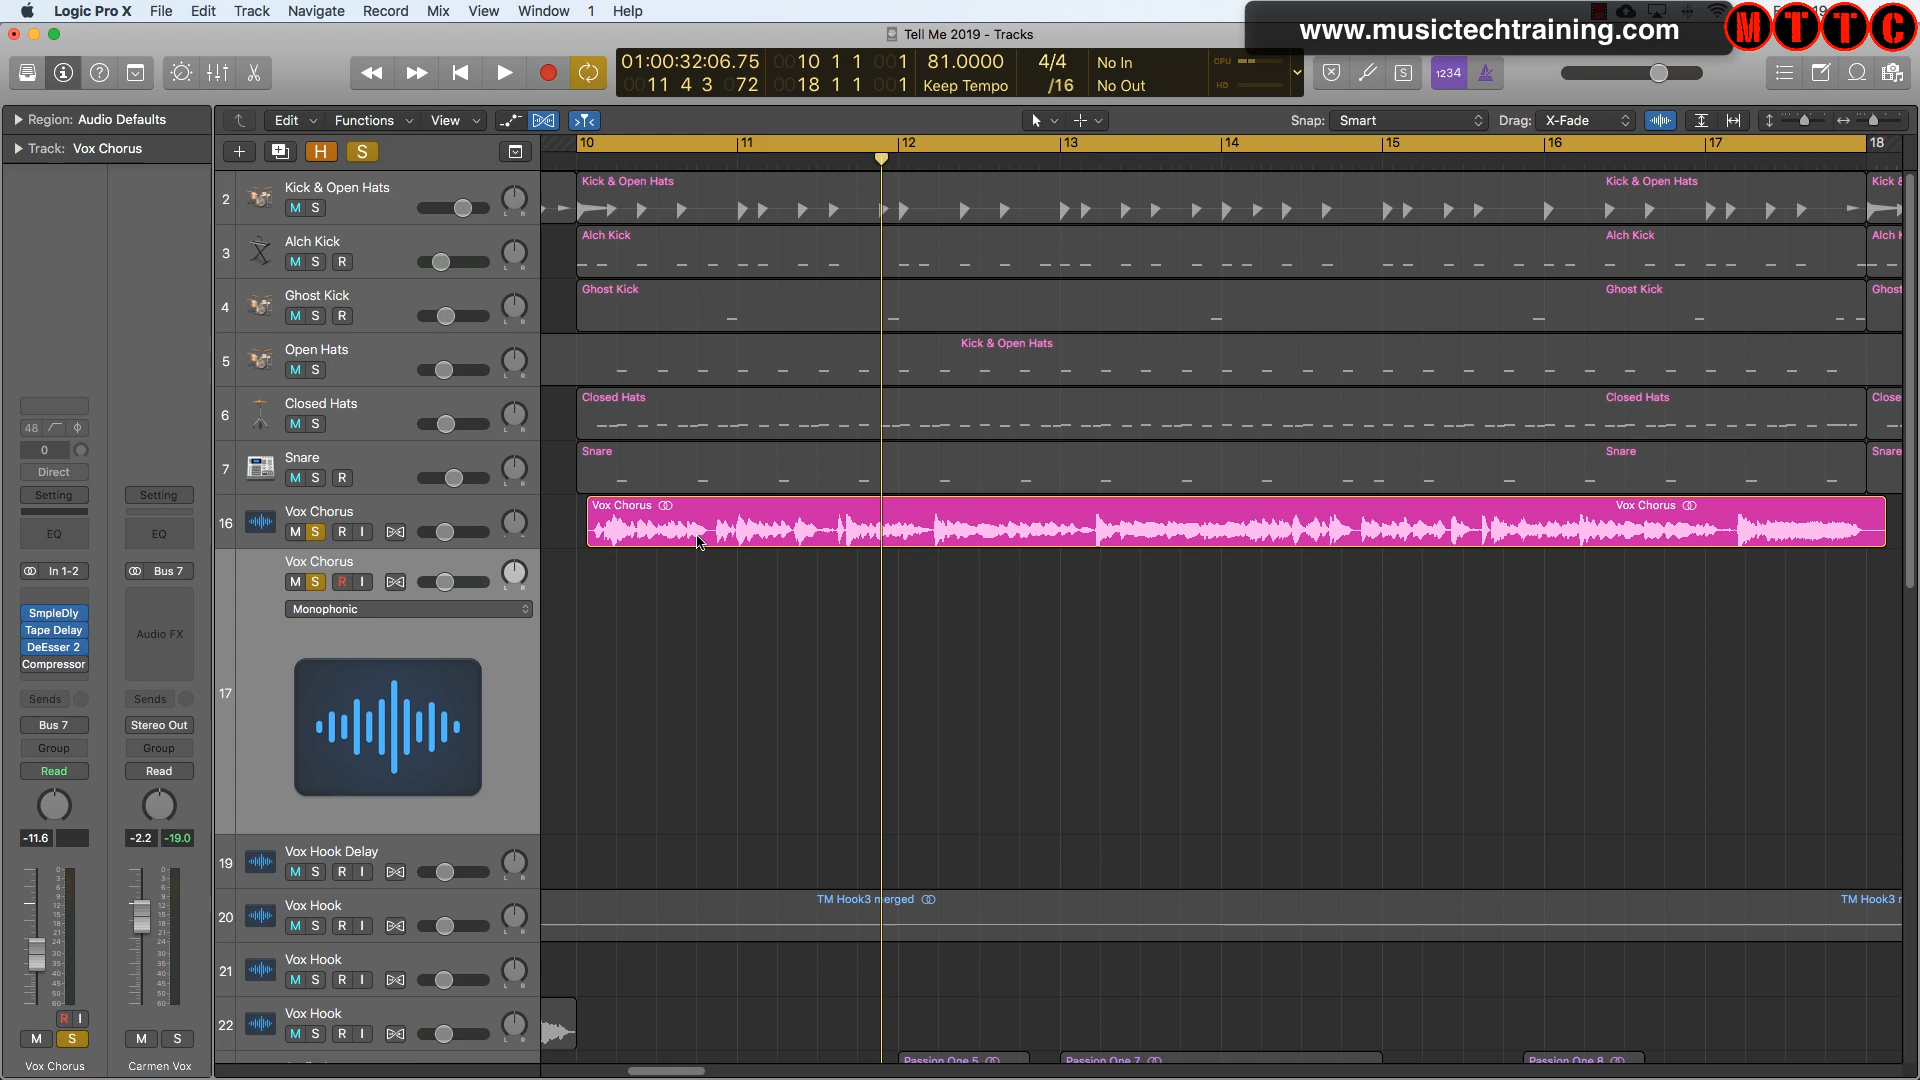 Logic Pro X File Edit Track Navigate Record Mix View Window 1 Help
Tell Me 2019 - Tracks
www.musictechtraining.com
MTTC
01:00:32:06.75 0010 1 1 001 81.0000 4/4 No In CPU
0011 4 3 072 0018 1 1 001 Keep Tempo /16 No Out HD
1234
Region: Audio Defaults
Track: Vox Chorus
Edit Functions View Snap: Smart Drag: X-Fade
H S
10 11 12 13 14 15 16 17 18
2 Kick & Open Hats M S L R
Kick & Open Hats Kick & Open Hats Kick &
3 Alch Kick M S R L R
Alch Kick Alch Kick Alch K
4 Ghost Kick M S R L R
Ghost Kick Ghost Kick Ghost
5 Open Hats M S L R
Kick & Open Hats
6 Closed Hats M S L R
Closed Hats Closed Hats Close
7 Snare M S R L R
Snare Snare Snare
16 Vox Chorus M S R I L R
Vox Chorus Vox Chorus
17 Vox Chorus M S R I L R
Monophonic
19 Vox Hook Delay M S R I L R
20 Vox Hook M S R I L R
TM Hook3 merged TM Hook3 r
21 Vox Hook M S R I L R
22 Vox Hook M S R I L R
Passion One 5 Passion One 7 Passion One 8
48
0
Direct
Setting Setting
EQ EQ
In 1-2 Bus 7
SmpleDly
Tape Delay
DeEsser 2
Compressor
Audio FX
Sends Sends
Bus 7 Stereo Out
Group Group
Read Read
-11.6 -2.2 -19.0
R I
M S M S
Vox Chorus Carmen Vox